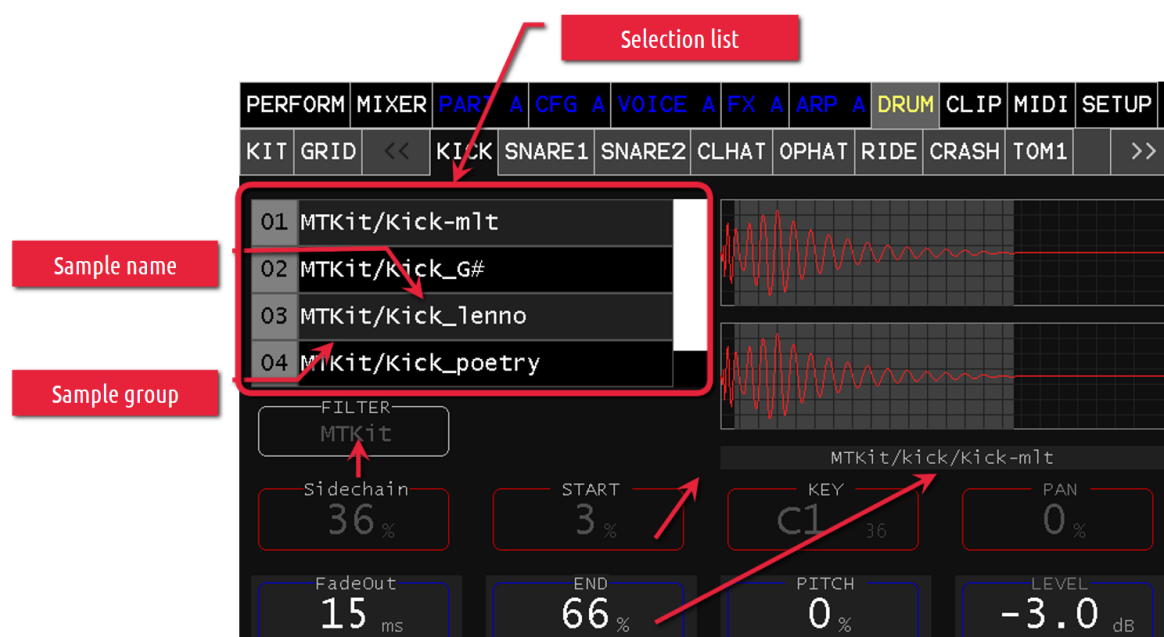 Selection list
PERFORM MIXER PART A CFG A VOICE A FX A ARP A DRUM CLIP MIDI SETUP
KIT GRID << KICK SNARE1 SNARE2 CLHAT OPHAT RIDE CRASH TOM1 >>
01 MTKit/Kick-mlt
Sample name
02 MTKit/Kick_G#
03 MTKit/Kick_lenno
04 MTKit/Kick_poetry
Sample group
FILTER
MTKit
MTKit/kick/Kick-mlt
Sidechain START KEY PAN
36 % 3 % C1 36 0 %
FadeOut END PITCH LEVEL
15 ms 66 % 0 % -3.0 dB